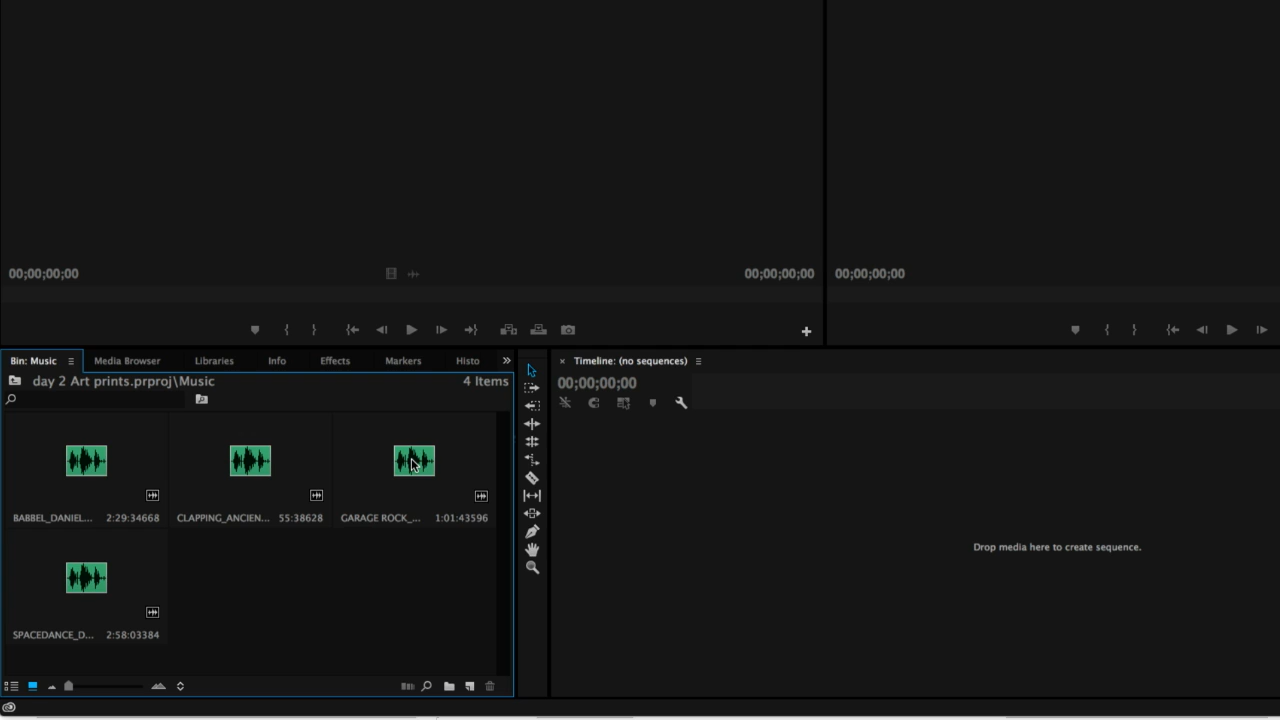 00;00;00;00 00;00;00;00 00;00;00;00
Bin: Music Media Browser Libraries Info Effects Markers Histo
day 2 Art prints.prproj\Music 4 Items
BABBEL_DANIEL... 2:29:34668 CLAPPING_ANCIEN... 55:38628 GARAGE ROCK_... 1:01:43596
SPACEDANCE_D... 2:58:03384
Timeline: (no sequences)
00;00;00;00
Drop media here to create sequence.